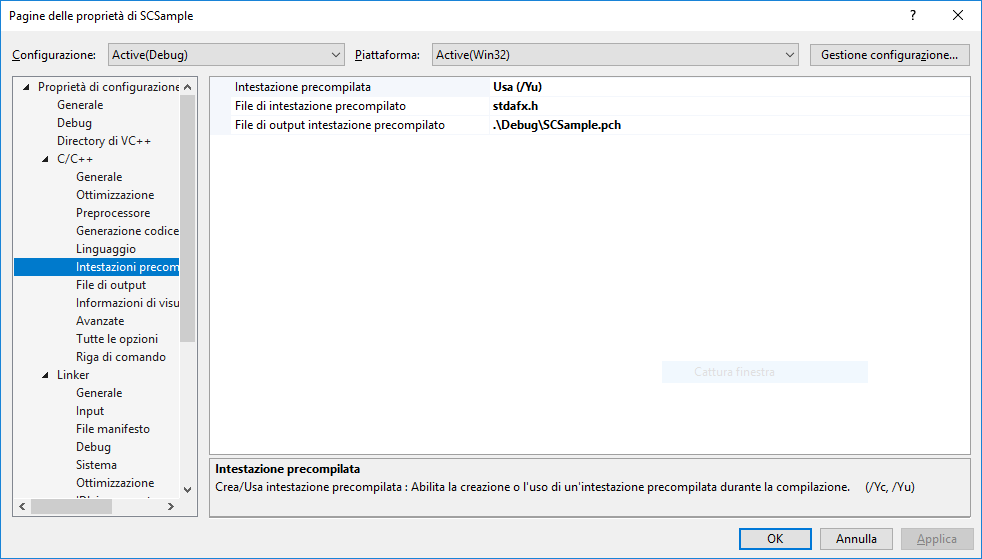 Pagine delle proprietà di SCSample
?
Configurazione: Active(Debug) Piattaforma: Active(Win32) Gestione configurazione...
Proprietà di configurazione
Generale
Debug
Directory di VC++
C/C++
Generale
Ottimizzazione
Preprocessore
Generazione codice
Linguaggio
Intestazioni precom
File di output
Informazioni di visu
Avanzate
Tutte le opzioni
Riga di comando
Linker
Generale
Input
File manifesto
Debug
Sistema
Ottimizzazione
Intestazione precompilata Usa (/Yu)
File di intestazione precompilato stdafx.h
File di output intestazione precompilato .\Debug\SCSample.pch
Cattura finestra
Intestazione precompilata
Crea/Usa intestazione precompilata : Abilita la creazione o l'uso di un'intestazione precompilata durante la compilazione. (/Yc, /Yu)
OK Annulla Applica